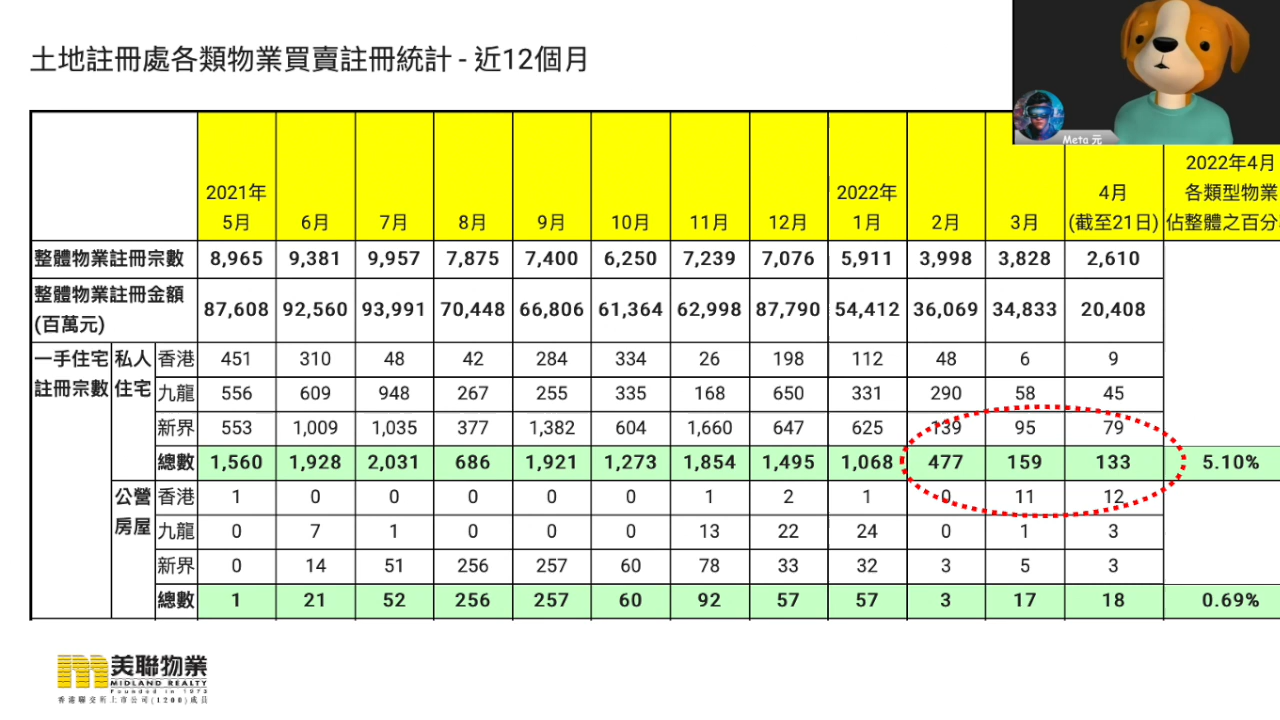 土地註冊處各類物業買賣註冊統計 - 近12個月
Meta 元
2021年 2022年 4月 2022年4月
各類型物業
5月 6月 7月 8月 9月 10月 11月 12月 1月 2月 3月 (截至21日) 佔整體之百分
整體物業註冊宗數 8,965 9,381 9,957 7,875 7,400 6,250 7,239 7,076 5,911 3,998 3,828 2,610
整體物業註冊金額
(百萬元) 87,608 92,560 93,991 70,448 66,806 61,364 62,998 87,790 54,412 36,069 34,833 20,408
一手住宅 私人 香港 451 310 48 42 284 334 26 198 112 48 6 9
註冊宗數 住宅 九龍 556 609 948 267 255 335 168 650 331 290 58 45
新界 553 1,009 1,035 377 1,382 604 1,660 647 625 139 95 79
總數 1,560 1,928 2,031 686 1,921 1,273 1,854 1,495 1,068 477 159 133 5.10%
公營 香港 1 0 0 0 0 0 1 2 1 0 11 12
房屋 九龍 0 7 1 0 0 0 13 22 24 0 1 3
新界 0 14 51 256 257 60 78 33 32 3 5 3
總數 1 21 52 256 257 60 92 57 57 3 17 18 0.69%
美聯物業
MIDLAND REALTY
Founded in 1973
香港聯交所上市公司(1200)成員